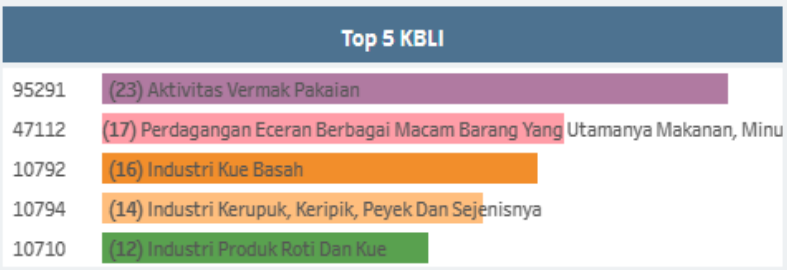 Top 5 KBLI
95291 (23) Aktivitas Vermak Pakaian
47112 (17) Perdagangan Eceran Berbagai Macam Barang Yang Utamanya Makanan, Minu
10792 (16) Industri Kue Basah
10794 (14) Industri Kerupuk, Keripik, Peyek Dan Sejenisnya
10710 (12) Industri Produk Roti Dan Kue